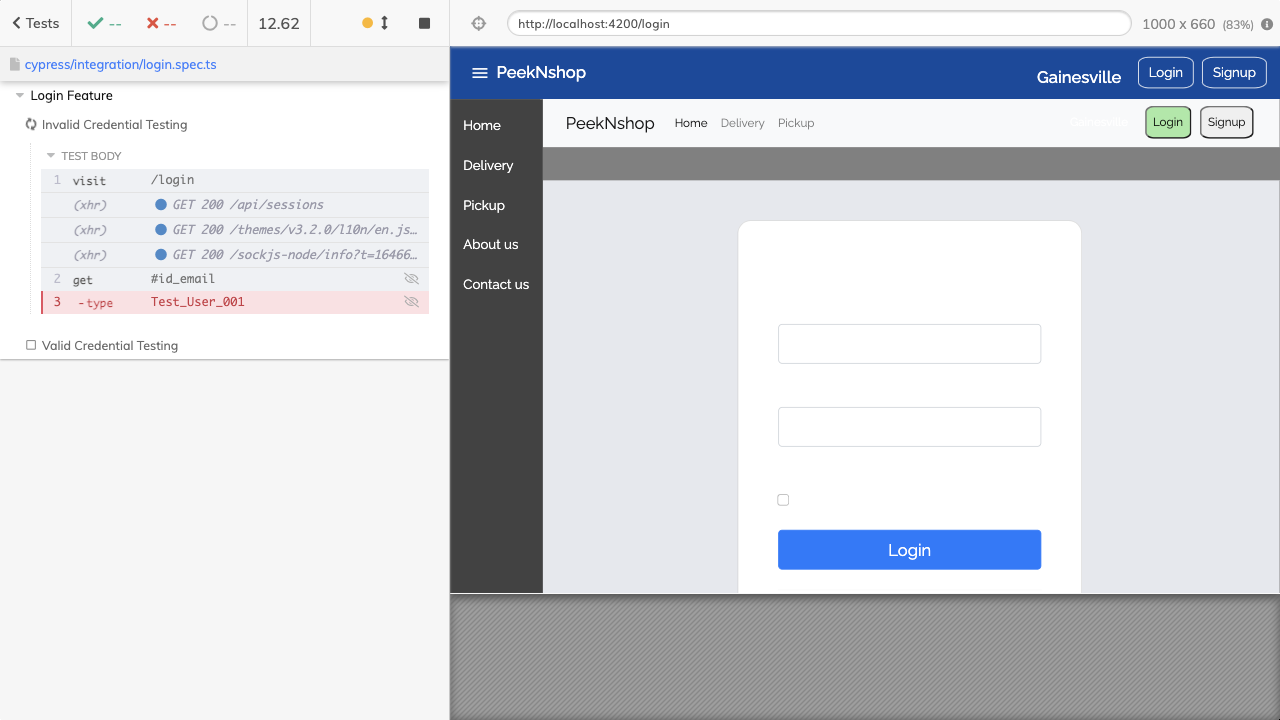 Tests
--
--
--
12.62
http://localhost:4200/login
1000 x 660 (83%)
cypress/integration/login.spec.ts
Login Feature
Invalid Credential Testing
TEST BODY
1 visit /login
(xhr) GET 200 /api/sessions
(xhr) GET 200 /themes/v3.2.0/l10n/en.js…
(xhr) GET 200 /sockjs-node/info?t=16466…
2 get #id_email
3 -type Test_User_001
Valid Credential Testing
PeekNshop
Gainesville
Login
Signup
Home
Delivery
Pickup
About us
Contact us
PeekNshop
Home
Delivery
Pickup
Gainesville
Login
Signup
Login